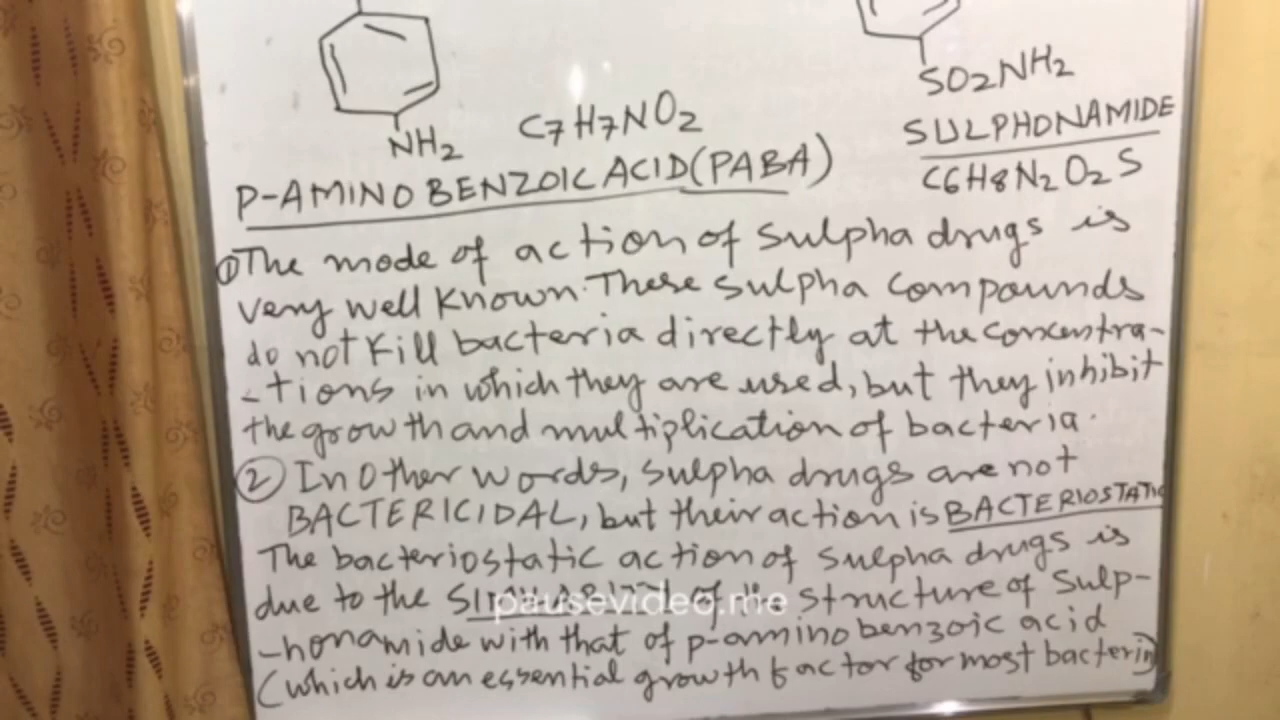 SO2NH2
NH2 C7H7NO2
SULPHONAMIDE
P-AMINO BENZOIC ACID (PABA)
C6H8N2O2S
① The mode of action of sulpha drugs is
very well known. These sulpha compounds
do not kill bacteria directly at the concentra-
-tions in which they are used, but they inhibit
the growth and multiplication of bacteria.
② In other words, sulpha drugs are not
BACTERICIDAL, but their action is BACTERIOSTATIC
The bacteriostatic action of sulpha drugs is
due to the of the structure of Sulp-
pausevideo.me
-honamide with that of p-amino benzoic acid
(which is an essential growth factor for most bacteria)